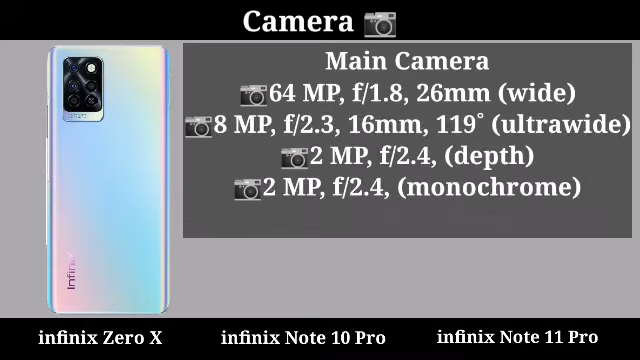 Camera 📷
Main Camera
📷64 MP, f/1.8, 26mm (wide)
📷8 MP, f/2.3, 16mm, 119˚ (ultrawide)
📷2 MP, f/2.4, (depth)
📷2 MP, f/2.4, (monochrome)
Infinix
infinix Zero X
infinix Note 10 Pro
infinix Note 11 Pro